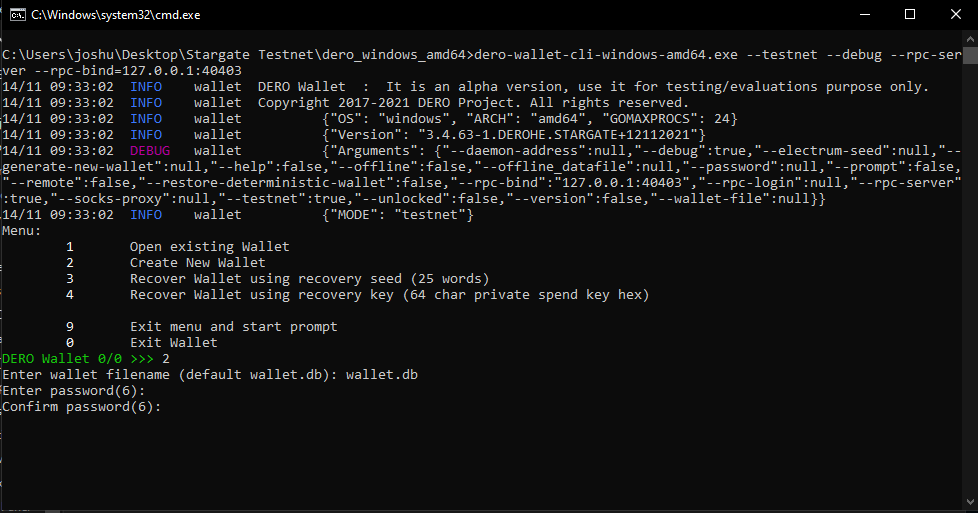 C:\Windows\system32\cmd.exe
C:\Users\joshu\Desktop\Stargate Testnet\dero_windows_amd64>dero-wallet-cli-windows-amd64.exe --testnet --debug --rpc-ser
ver --rpc-bind=127.0.0.1:40403
14/11 09:33:02  INFO    wallet  DERO Wallet  :  It is an alpha version, use it for testing/evaluations purpose only.
14/11 09:33:02  INFO    wallet  Copyright 2017-2021 DERO Project. All rights reserved.
14/11 09:33:02  INFO    wallet          {"OS": "windows", "ARCH": "amd64", "GOMAXPROCS": 24}
14/11 09:33:02  INFO    wallet          {"Version": "3.4.63-1.DEROHE.STARGATE+12112021"}
14/11 09:33:02  DEBUG   wallet          {"Arguments": {"--daemon-address":null,"--debug":true,"--electrum-seed":null,"--
generate-new-wallet":null,"--help":false,"--offline":false,"--offline_datafile":null,"--password":null,"--prompt":false,
"--remote":false,"--restore-deterministic-wallet":false,"--rpc-bind":"127.0.0.1:40403","--rpc-login":null,"--rpc-server"
:true,"--socks-proxy":null,"--testnet":true,"--unlocked":false,"--version":false,"--wallet-file":null}}
14/11 09:33:02  INFO    wallet          {"MODE": "testnet"}
Menu:
1       Open existing Wallet
2       Create New Wallet
3       Recover Wallet using recovery seed (25 words)
4       Recover Wallet using recovery key (64 char private spend key hex)
9       Exit menu and start prompt
0       Exit Wallet
DERO Wallet 0/0 >>> 2
Enter wallet filename (default wallet.db): wallet.db
Enter password(6):
Confirm password(6):